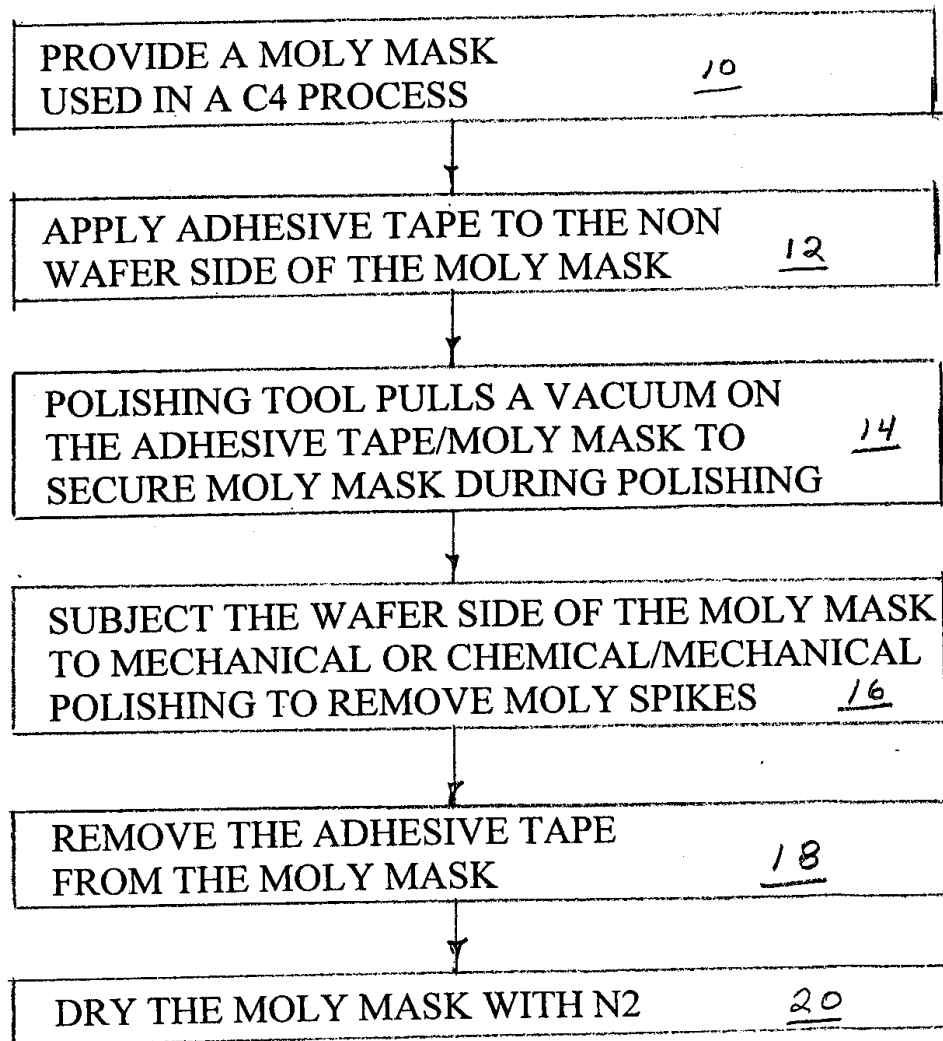 PROVIDE A MOLY MASK
USED IN A C4 PROCESS 10
APPLY ADHESIVE TAPE TO THE NON
WAFER SIDE OF THE MOLY MASK 12
POLISHING TOOL PULLS A VACUUM ON
THE ADHESIVE TAPE/MOLY MASK TO 14
SECURE MOLY MASK DURING POLISHING
SUBJECT THE WAFER SIDE OF THE MOLY MASK
TO MECHANICAL OR CHEMICAL/MECHANICAL
POLISHING TO REMOVE MOLY SPIKES 16
REMOVE THE ADHESIVE TAPE
FROM THE MOLY MASK 18
DRY THE MOLY MASK WITH N2 20